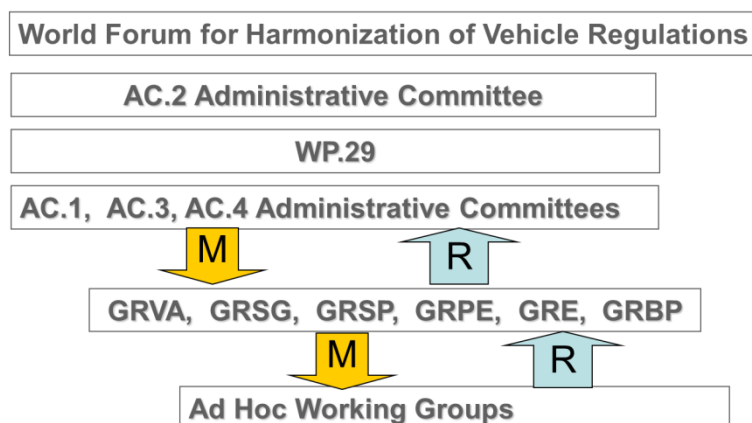 World Forum for Harmonization of Vehicle Regulations
AC.2 Administrative Committee
WP.29
AC.1, AC.3, AC.4 Administrative Committees
M R
GRVA, GRSG, GRSP, GRPE, GRE, GRBP
M R
Ad Hoc Working Groups